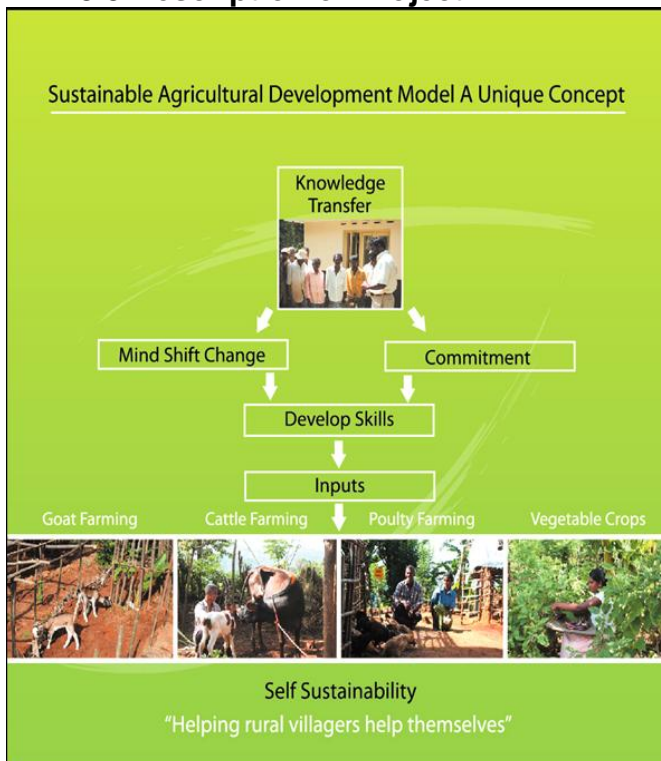 Sustainable Agricultural Development Model A Unique Concept
Knowledge
Transfer
Mind Shift Change
Commitment
Develop Skills
Inputs
Goat Farming
Cattle Farming
Poulty Farming
Vegetable Crops
Self Sustainability
“Helping rural villagers help themselves”